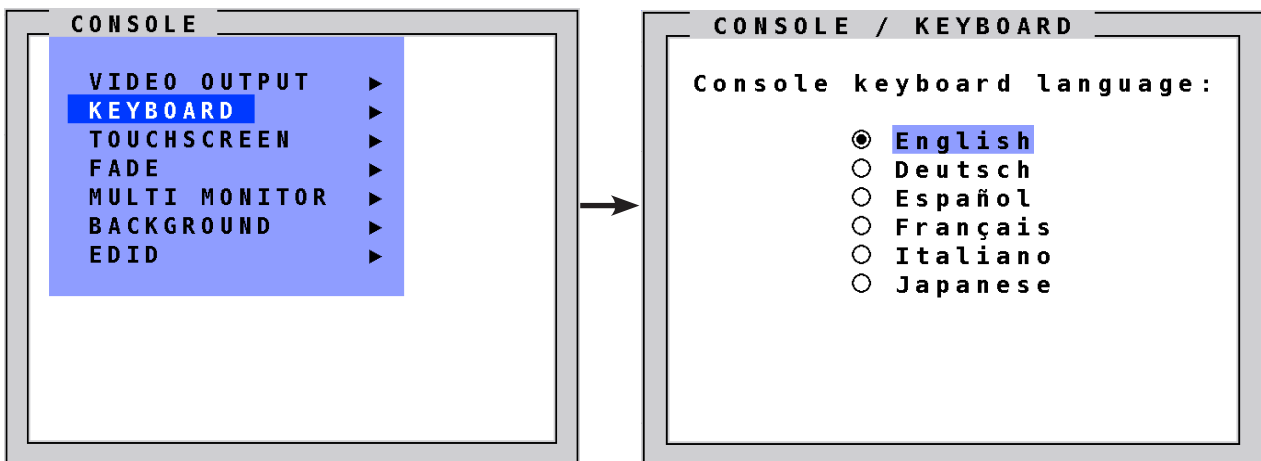 CONSOLE
VIDEO OUTPUT
KEYBOARD
TOUCHSCREEN
FADE
MULTI MONITOR
BACKGROUND
EDID
CONSOLE / KEYBOARD
Console keyboard language:
English
Deutsch
Español
Français
Italiano
Japanese